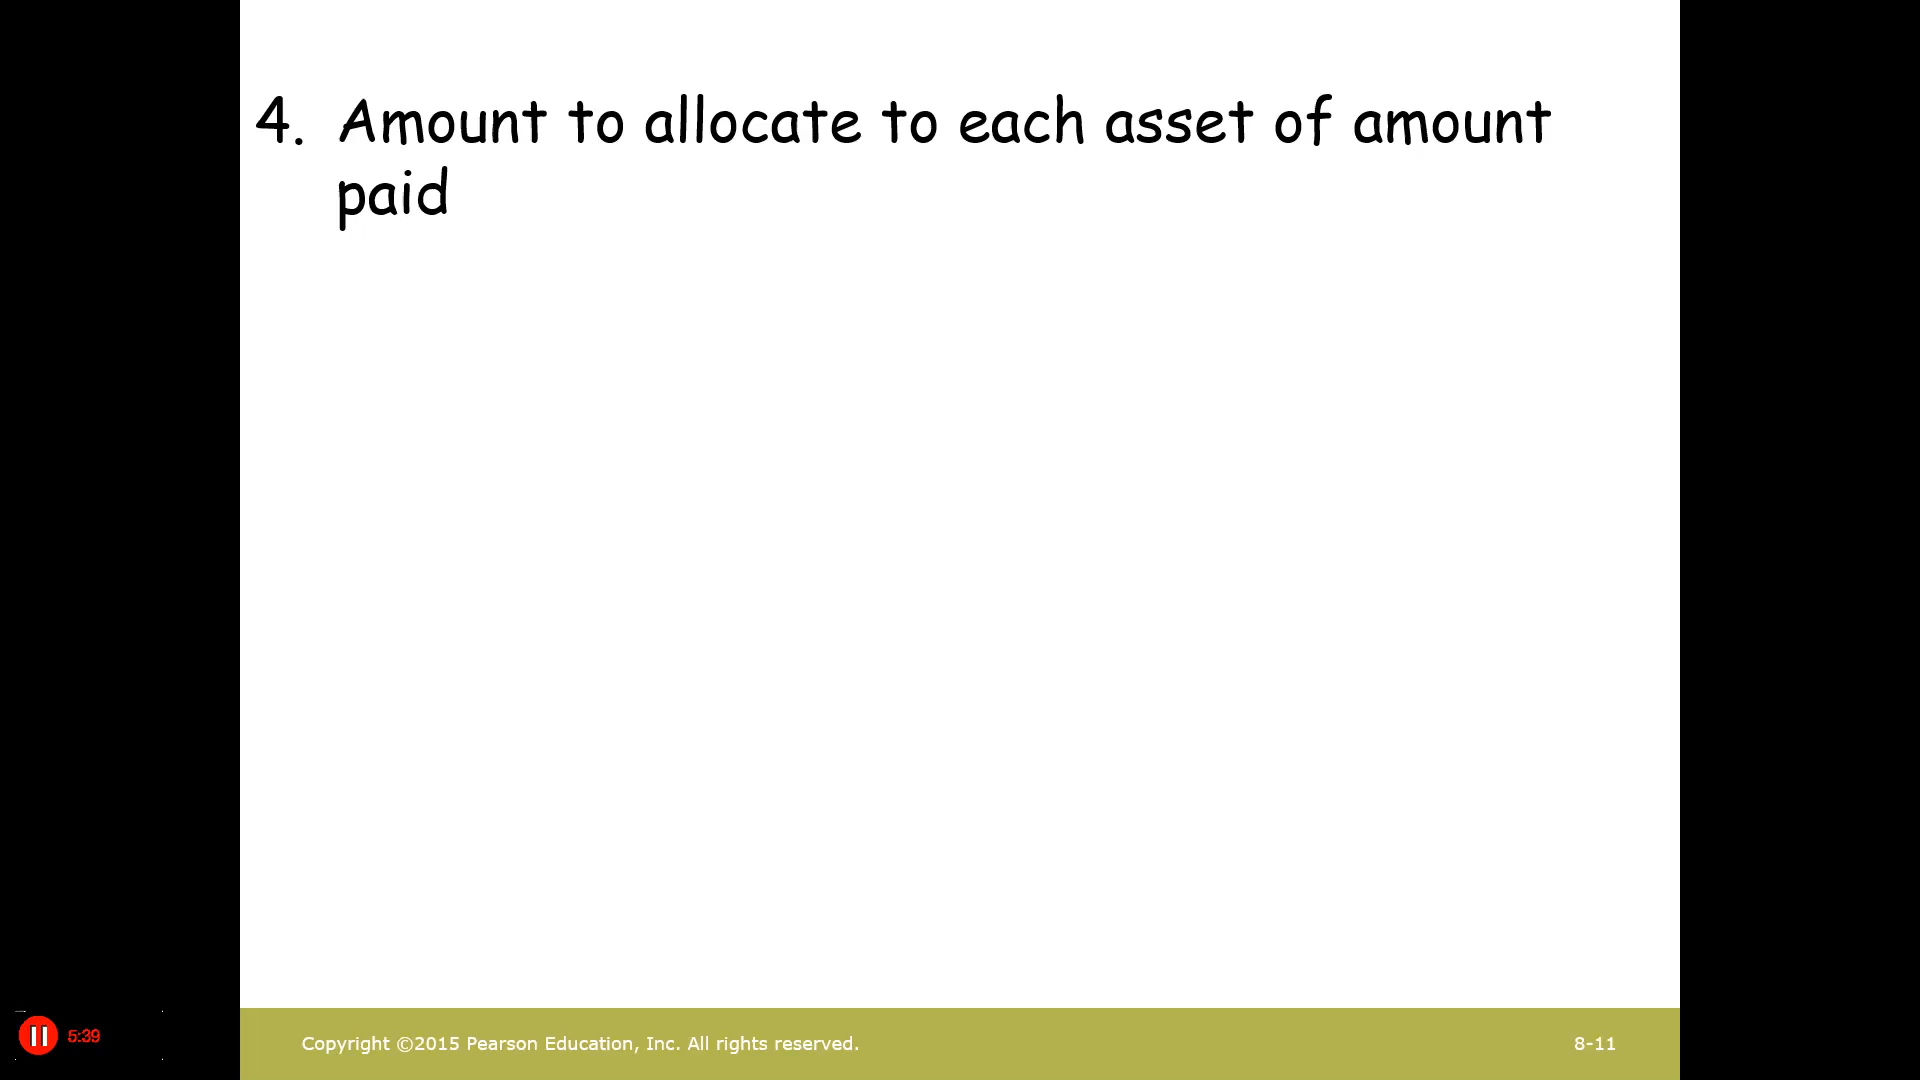 4. Amount to allocate to each asset of amount
paid
5:39
Copyright ©2015 Pearson Education, Inc. All rights reserved.
8-11